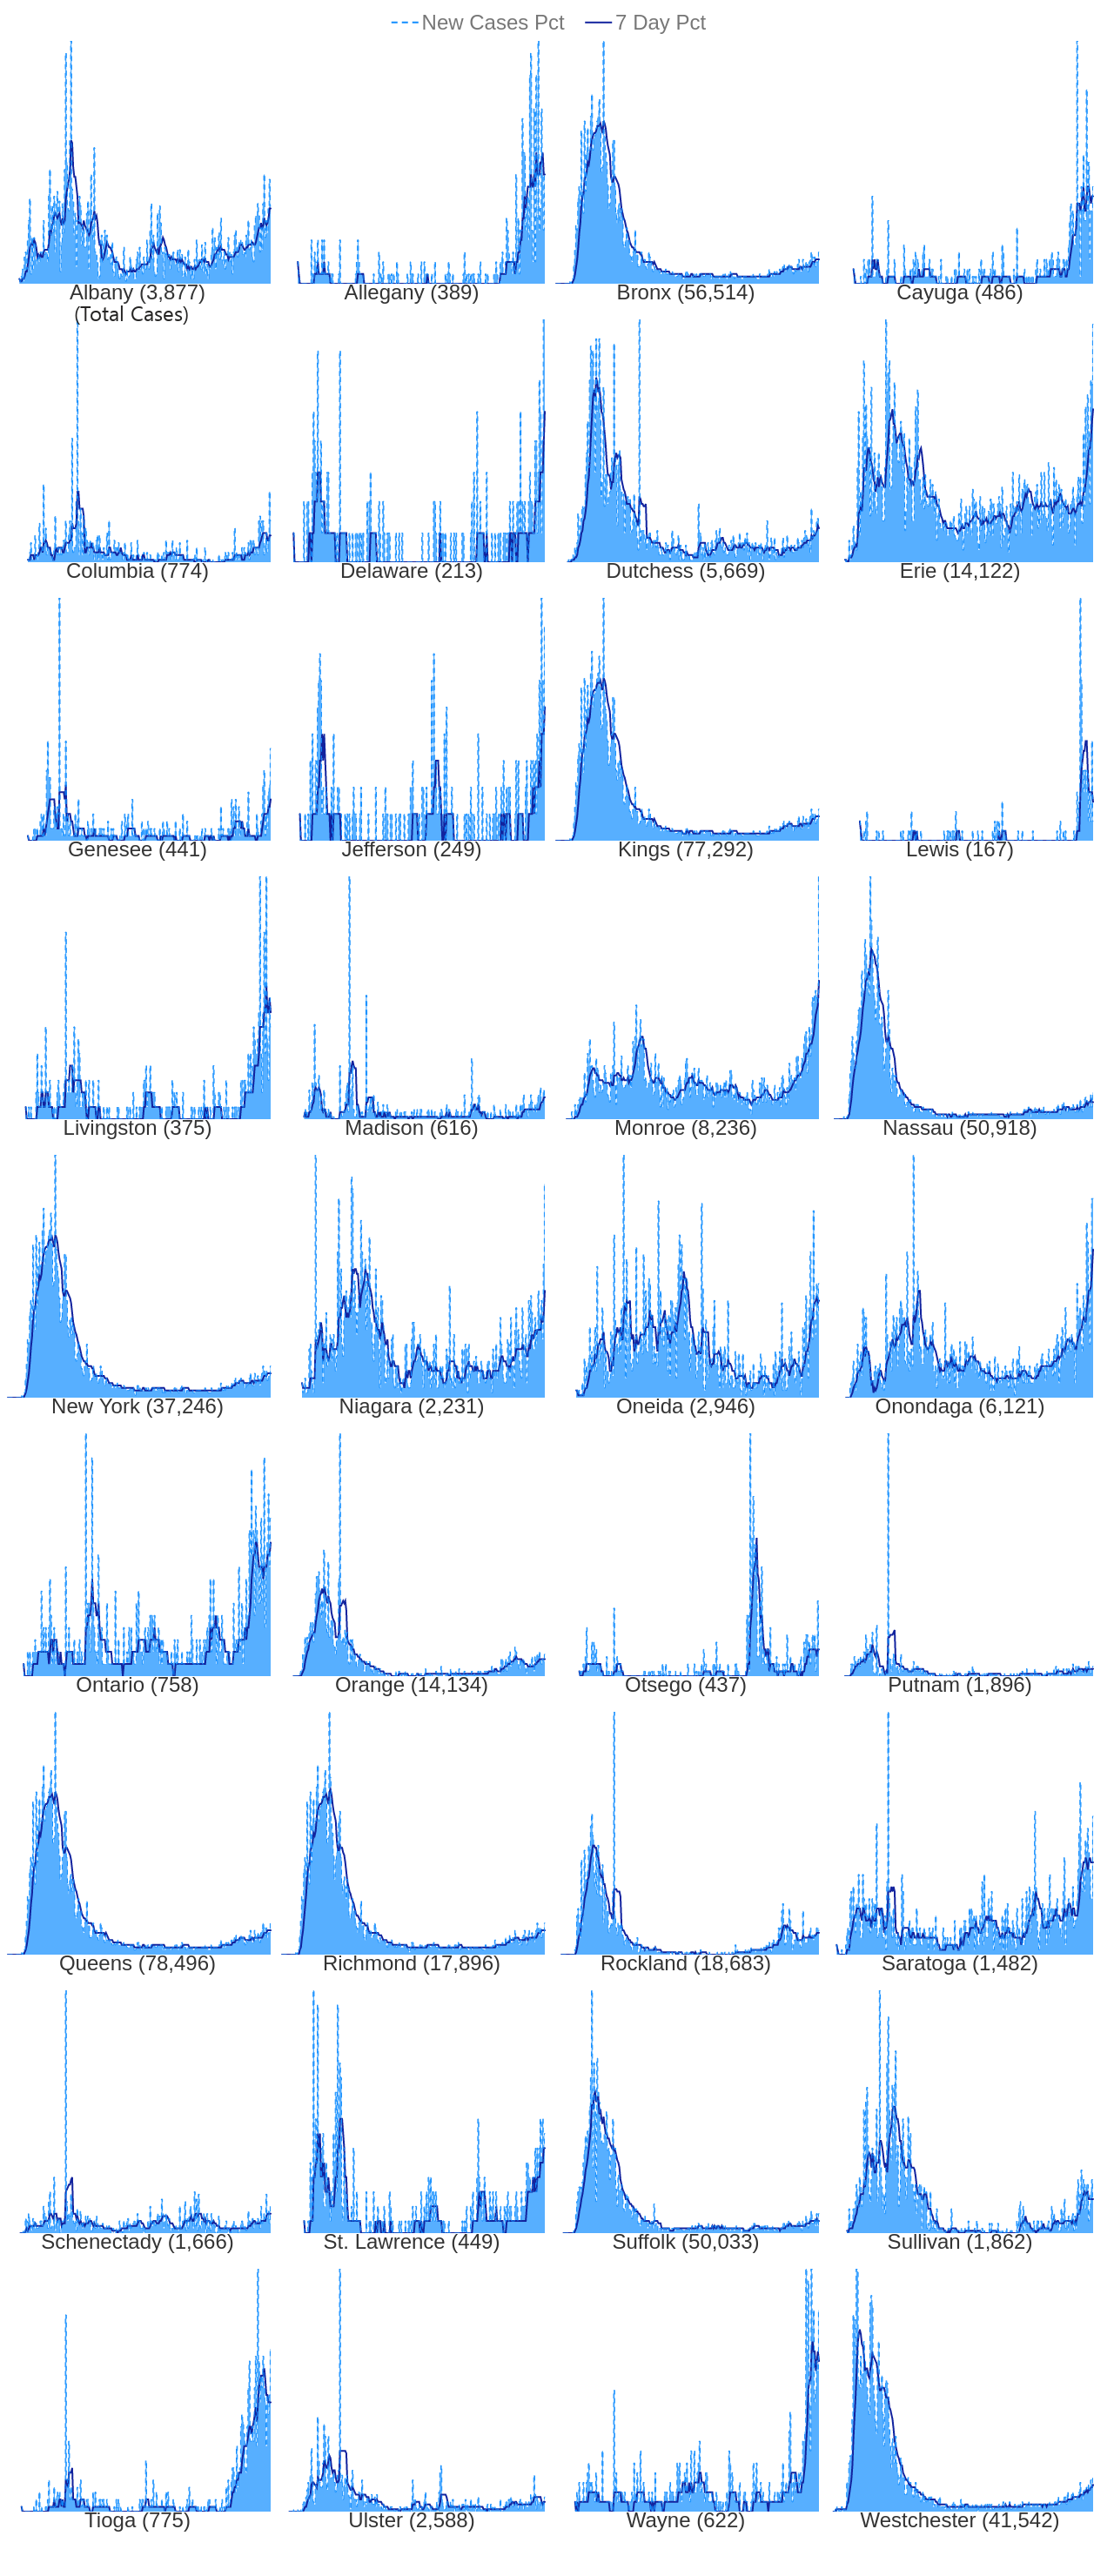 New Cases Pct 7 Day Pct
Albany (3,877) Allegany (389) Bronx (56,514) Cayuga (486)
(Total Cases)
Columbia (774) Delaware (213) Dutchess (5,669) Erie (14,122)
Genesee (441) Jefferson (249) Kings (77,292) Lewis (167)
Livingston (375) Madison (616) Monroe (8,236) Nassau (50,918)
New York (37,246) Niagara (2,231) Oneida (2,946) Onondaga (6,121)
Ontario (758) Orange (14,134) Otsego (437) Putnam (1,896)
Queens (78,496) Richmond (17,896) Rockland (18,683) Saratoga (1,482)
Schenectady (1,666) St. Lawrence (449) Suffolk (50,033) Sullivan (1,862)
Tioga (775) Ulster (2,588) Wayne (622) Westchester (41,542)